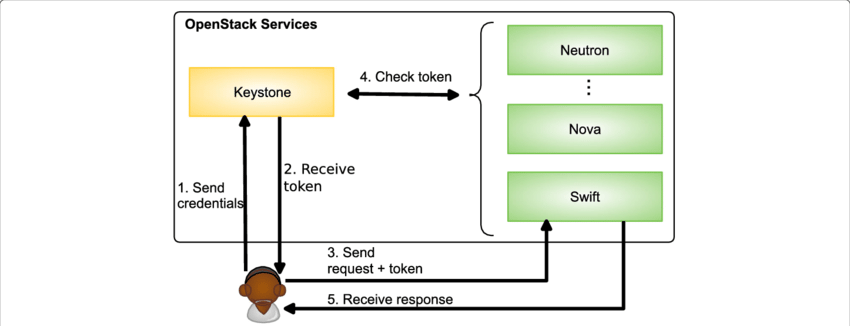 OpenStack Services
Neutron
4. Check token
Keystone
Nova
2. Receive
token
1. Send
credentials
Swift
3. Send
request + token
5. Receive response